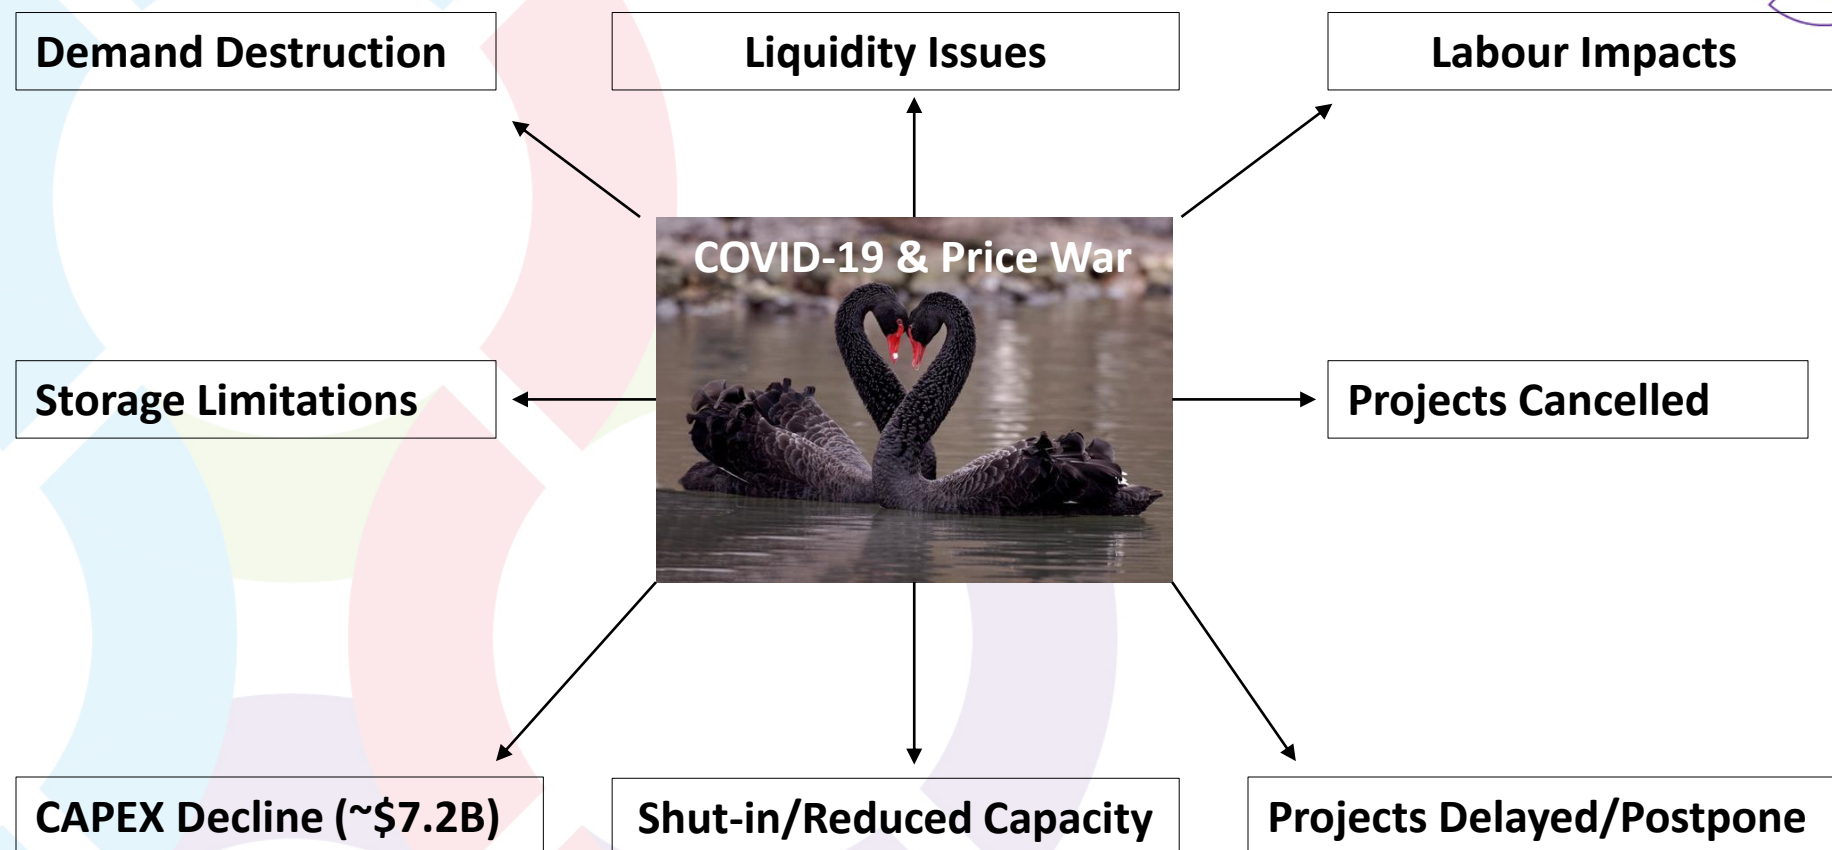 Demand Destruction
Liquidity Issues
Labour Impacts
COVID-19 & Price War
Storage Limitations
Projects Cancelled
CAPEX Decline (~$7.2B)
Shut-in/Reduced Capacity
Projects Delayed/Postpone